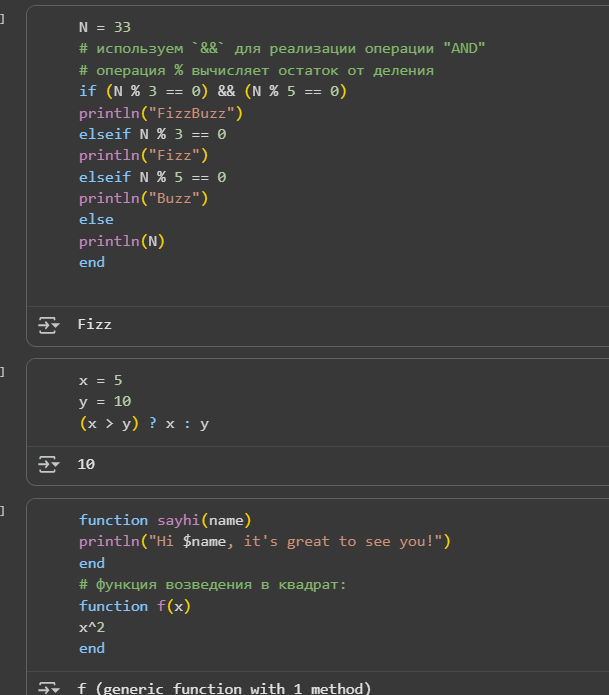 ]
N = 33
# используем `&&` для реализации операции "AND"
# операция % вычисляет остаток от деления
if (N % 3 == 0) && (N % 5 == 0)
println("FizzBuzz")
elseif N % 3 == 0
println("Fizz")
elseif N % 5 == 0
println("Buzz")
else
println(N)
end
Fizz
]
x = 5
y = 10
(x > y) ? x : y
10
]
function sayhi(name)
println("Hi $name, it's great to see you!")
end
# функция возведения в квадрат:
function f(x)
x^2
end
f (generic function with 1 method)